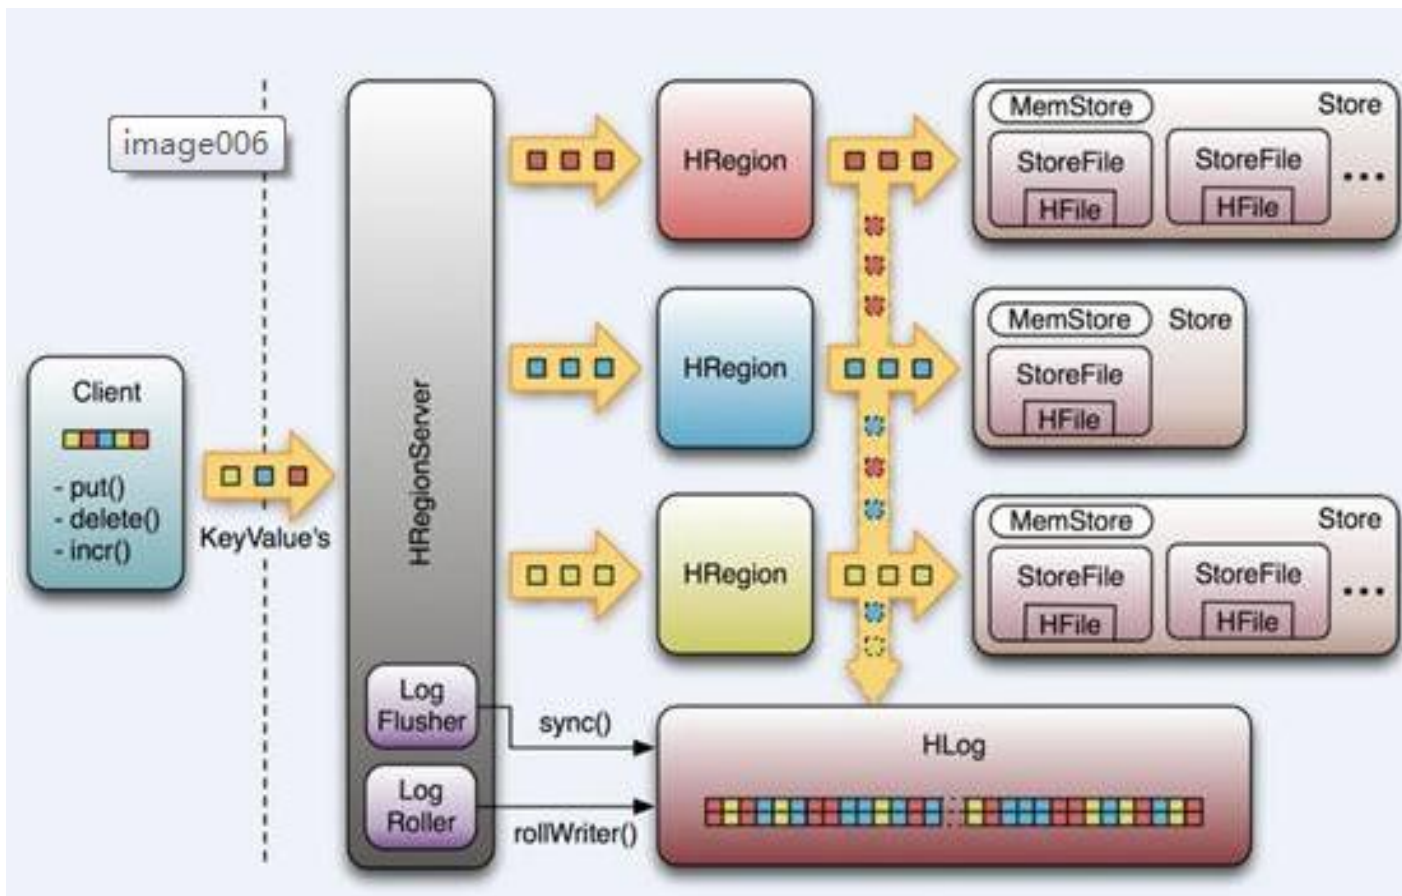 image006
Client
- put()
- delete()
- incr()
KeyValue's
HRegionServer
Log
Flusher
Log
Roller
sync()
rollWriter()
HRegion
MemStore
Store
StoreFile
HFile
StoreFile
HFile
...
HRegion
MemStore
Store
StoreFile
HFile
HRegion
MemStore
Store
StoreFile
HFile
StoreFile
HFile
...
HLog